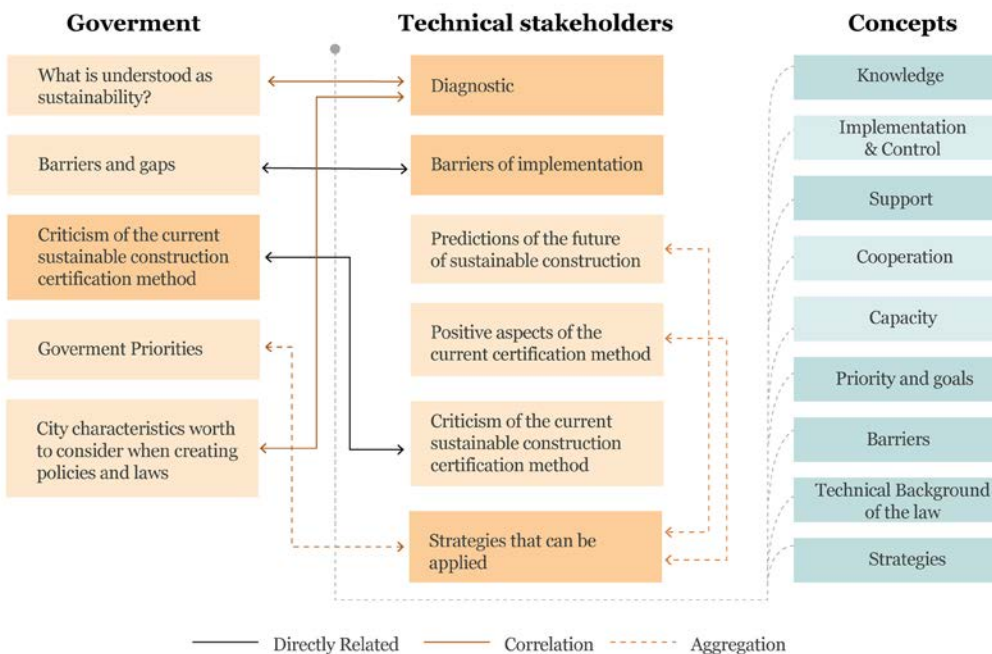 Goverment
What is understood as
sustainability?
Barriers and gaps
Criticism of the current
sustainable construction
certification method
Goverment Priorities
City characteristics worth
to consider when creating
policies and laws
Technical stakeholders
Diagnostic
Barriers of implementation
Predictions of the future
of sustainable construction
Positive aspects of the
current certification method
Criticism of the current
sustainable construction
certification method
Strategies that can be
applied
Concepts
Knowledge
Implementation
& Control
Support
Cooperation
Capacity
Priority and goals
Barriers
Technical Background
of the law
Strategies
Directly Related
Correlation
Aggregation